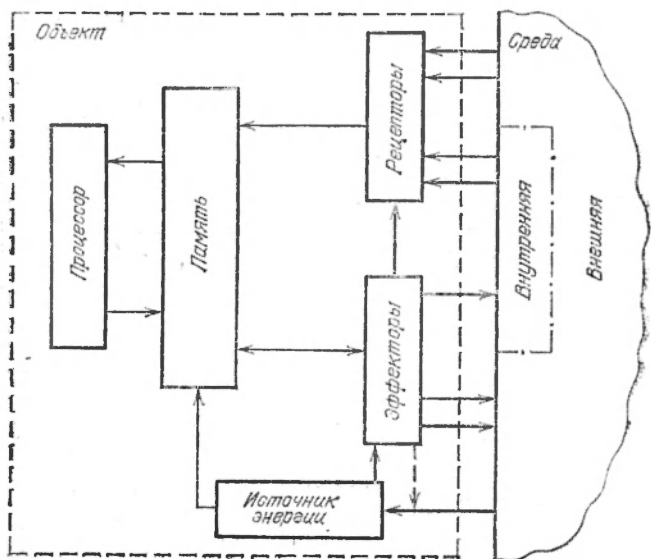 Объект
Среда
Процессор
Память
Рецепторы
Эффекторы
Внутренняя
Внешняя
Источник
энергии